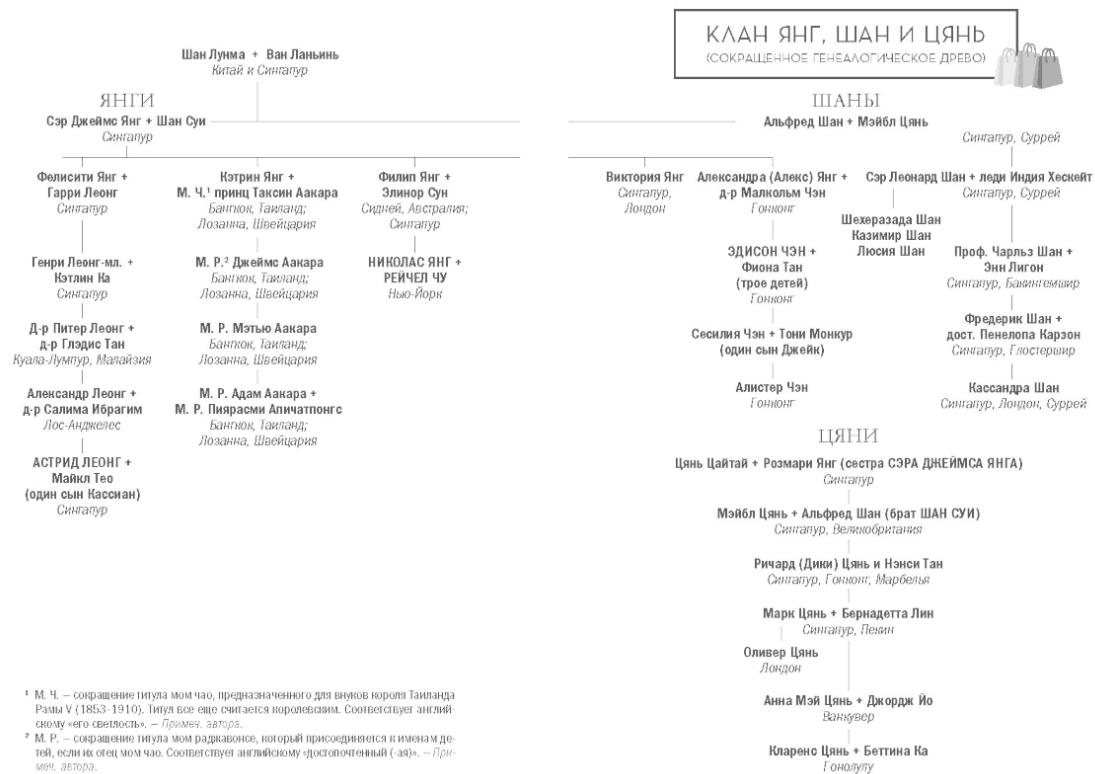 КЛАН ЯНГ, ШАН И ЦЯНЬ
(СОКРАЩЕННОЕ ГЕНЕАЛОГИЧЕСКОЕ ДРЕВО)
Шан Лунма + Ван Ланьинь
Китай и Сингапур
ЯНГИ
Сэр Джеймс Янг + Шан Суи
Сингапур
Фелисити Янг +
Гарри Леонг
Сингапур
Генри Леонг-мл. +
Кэтлин Ка
Сингапур
Д-р Питер Леонг +
д-р Глэдис Тан
Куала-Лумпур, Малайзия
Александр Леонг +
д-р Салима Ибрагим
Лос-Анджелес
АСТРИД ЛЕОНГ +
Майкл Тео
(один сын Кассиан)
Сингапур
Кэтрин Янг +
М. Ч.¹ принц Таксин Аакара
Бангкок, Таиланд;
Лозанна, Швейцария
М. Р.² Джеймс Аакара
Бангкок, Таиланд;
Лозанна, Швейцария
М. Р. Мэтью Аакара
Бангкок, Таиланд;
Лозанна, Швейцария
М. Р. Адам Аакара +
М. Р. Пиярасми Апичатпонгс
Бангкок, Таиланд;
Лозанна, Швейцария
Филип Янг +
Элинор Сун
Сидней, Австралия;
Сингапур
НИКОЛАС ЯНГ +
РЕЙЧЕЛ ЧУ
Нью-Йорк
Виктория Янг
Сингапур,
Лондон
Александра (Алекс) Янг +
д-р Малкольм Чэн
Гонконг
ЭДИСОН ЧЭН +
Фиона Тан
(трое детей)
Гонконг
Сесилия Чэн + Тони Монкур
(один сын Джейк)
Алистер Чэн
Гонконг
ШАНЫ
Альфред Шан + Мэйбл Цянь
Сингапур, Суррей
Сэр Леонард Шан + леди Индия Хескейт
Сингапур, Суррей
Шехеразада Шан
Казимир Шан
Люсия Шан
Проф. Чарльз Шан +
Энн Лигон
Сингапур, Бакингемшир
Фредерик Шан +
дост. Пенелопа Карзон
Сингапур, Глостершир
Кассандра Шан
Сингапур, Лондон, Суррей
ЦЯНИ
Цянь Цайтай + Розмари Янг (сестра СЭРА ДЖЕЙМСА ЯНГА)
Сингапур
Мэйбл Цянь + Альфред Шан (брат ШАН СУИ)
Сингапур, Великобритания
Ричард (Дики) Цянь и Нэнси Тан
Сингапур, Гонконг, Марбелья
Марк Цянь + Бернадетта Лин
Сингапур, Пекин
Оливер Цянь
Лондон
Анна Мэй Цянь + Джордж Йо
Ванкувер
Кларенс Цянь + Беттина Ка
Гонолулу
¹ М. Ч. — сокращение титула мом чао, предназначенного для внуков короля Таиланда
Рамы V (1853–1910). Титул все еще считается королевским. Соответствует англий-
скому «его светлость». — Примеч. автора.
² М. Р. — сокращение титула мом раджавонсе, который присоединяется к именам де-
тей, если их отец мом чао. Соответствует английскому «достопочтенный (-ая)». — При-
меч. автора.